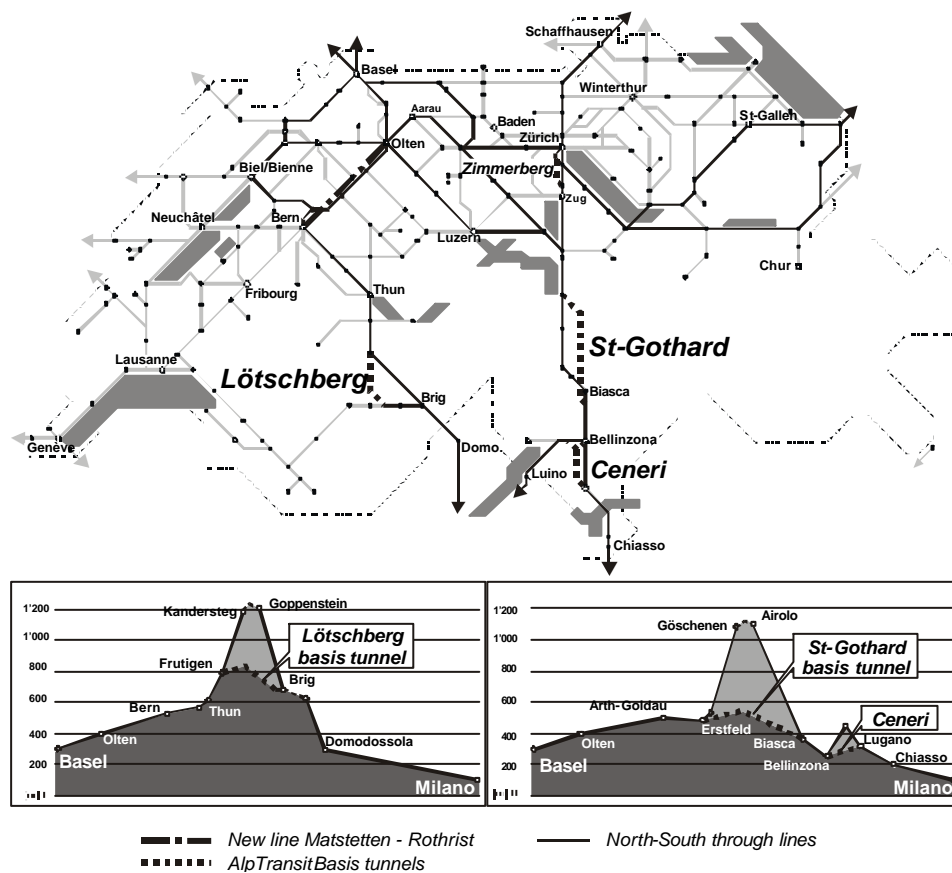 Schaffhausen
Basel
Winterthur
Aarau
Baden
St-Gallen
Olten
Zürich
Zimmerberg
Biel/Bienne
Zug
Neuchâtel
Bern
Luzern
Chur
Fribourg
Thun
St-Gothard
Lausanne
Lötschberg
Biasca
Brig
Genève
Domo.
Bellinzona
Luino
Ceneri
Chiasso
1'200
1'000
800
600
400
200
Kandersteg
Goppenstein
Lötschberg
basis tunnel
Frutigen
Brig
Bern
Thun
Olten
Domodossola
Basel
Milano
1'200
1'000
800
600
400
200
Göschenen
Airolo
St-Gothard
basis tunnel
Arth-Goldau
Ceneri
Erstfeld
Olten
Biasca
Lugano
Bellinzona
Chiasso
Basel
Milano
New line Matstetten - Rothrist
North-South through lines
AlpTransit Basis tunnels